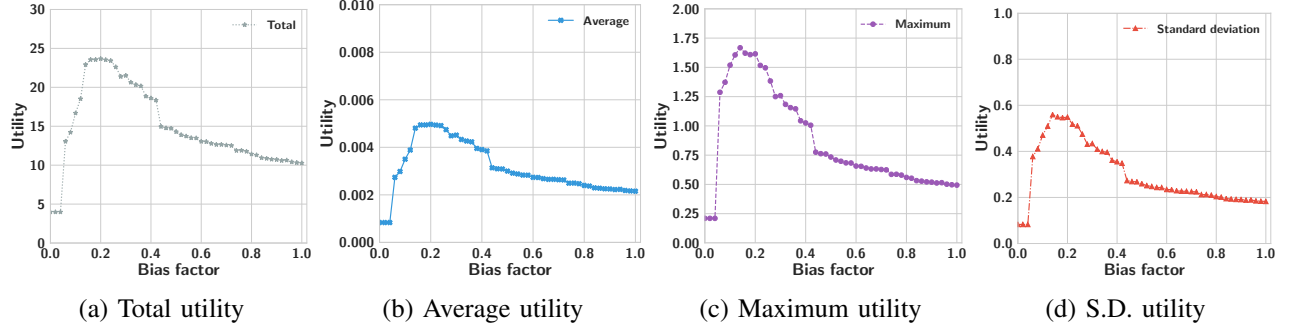 30
25
20
15
10
5
0
Utility
Total
0.0 0.2 0.4 0.6 0.8 1.0
Bias factor
(a) Total utility
0.010
0.008
0.006
0.004
0.002
0.000
Utility
Average
0.0 0.2 0.4 0.6 0.8 1.0
Bias factor
(b) Average utility
2.00
1.75
1.50
1.25
1.00
0.75
0.50
0.25
0.00
Utility
Maximum
0.0 0.2 0.4 0.6 0.8 1.0
Bias factor
(c) Maximum utility
1.0
0.8
0.6
0.4
0.2
0.0
Utility
Standard deviation
0.0 0.2 0.4 0.6 0.8 1.0
Bias factor
(d) S.D. utility